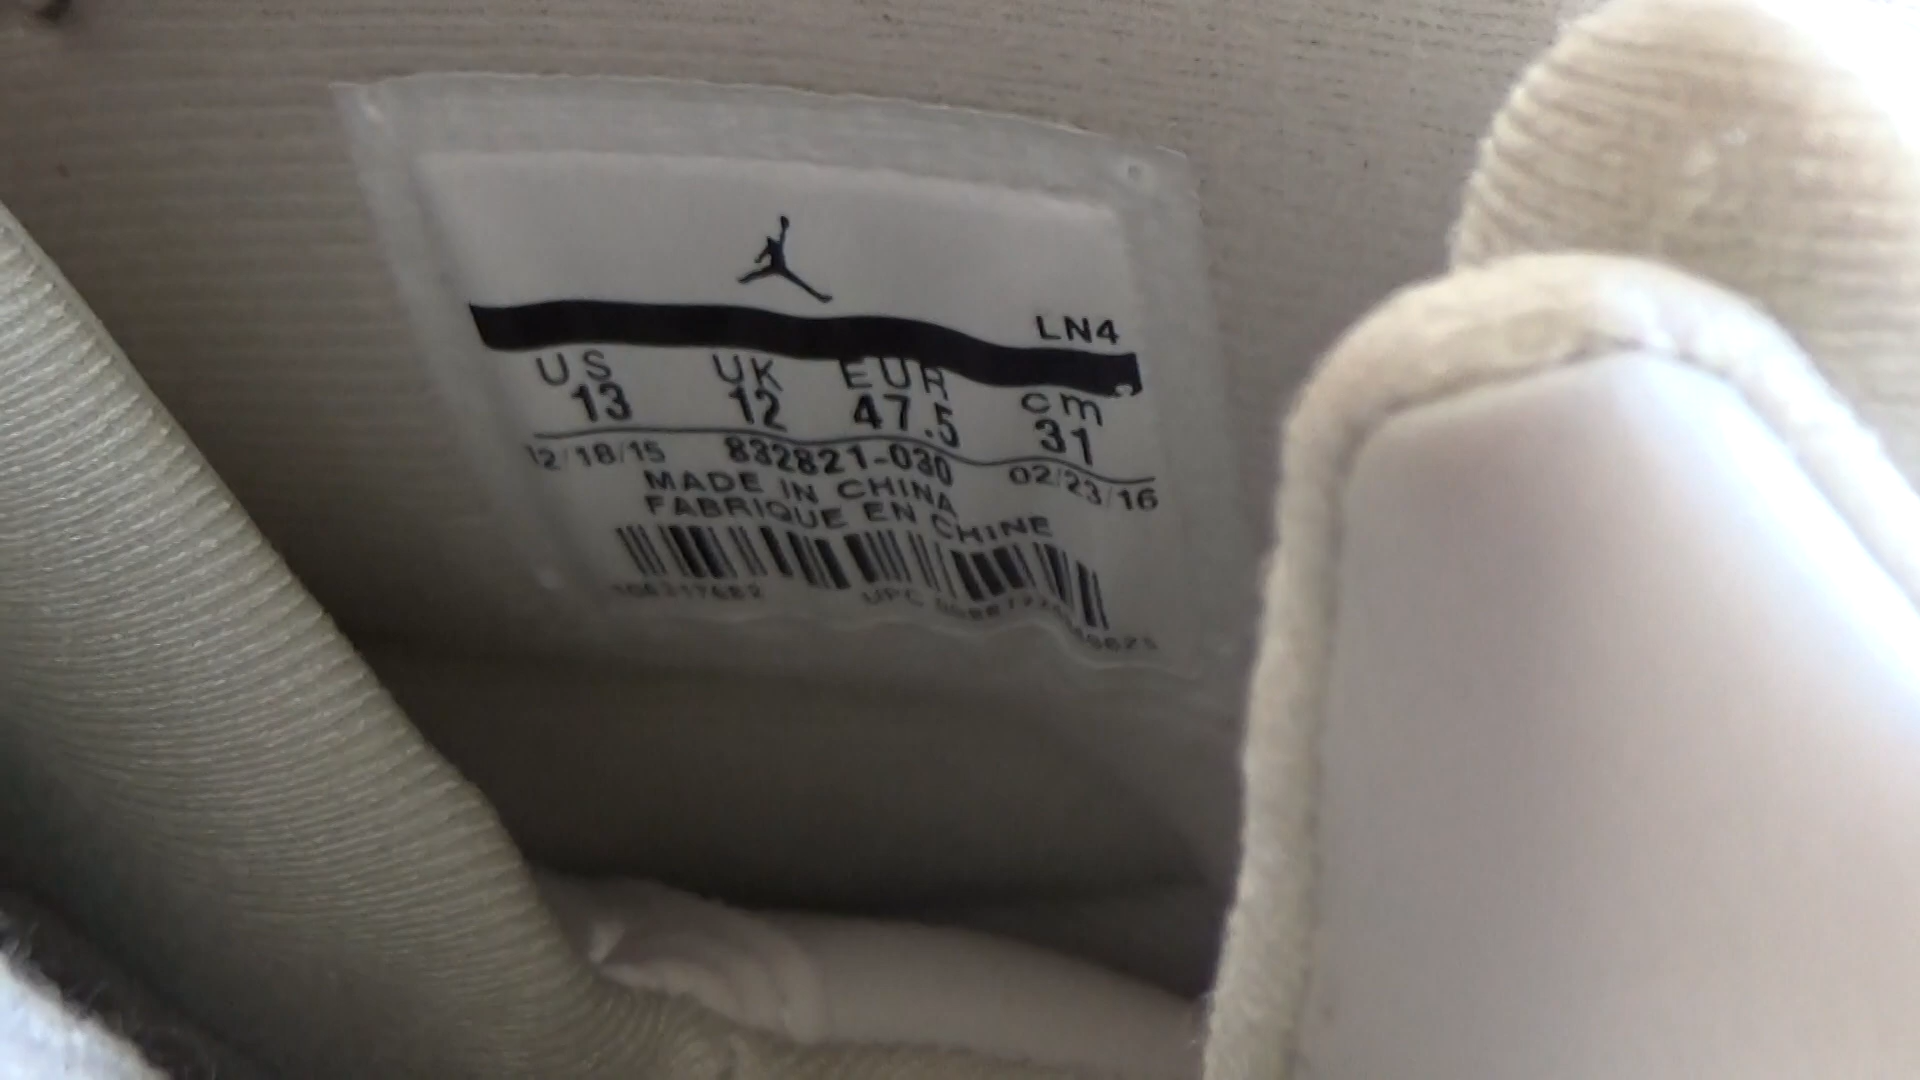 LN4
US UK EUR cm
13 12 47.5 31
12/18/15 832821-030 02/23/16
MADE IN CHINA
FABRIQUE EN CHINE
UPC